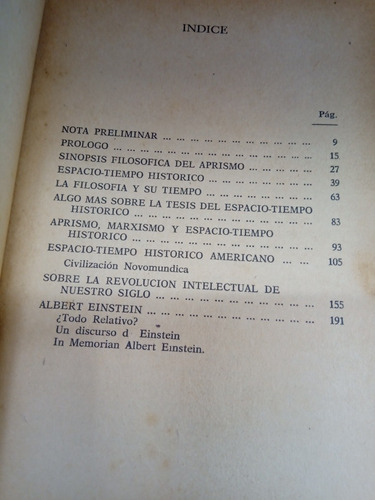 INDICE
Pág.
NOTA PRELIMINAR ... ... ... ... ... ... ... ... ... ... 9
PROLOGO ... ... ... ... ... ... ... ... ... ... ... ... 15
SINOPSIS FILOSOFICA DEL APRISMO ... ... ... ... 27
ESPACIO-TIEMPO HISTORICO ... ... ... ... ... ... ... 39
LA FILOSOFIA Y SU TIEMPO ... ... ... ... ... ... ... 63
ALGO MAS SOBRE LA TESIS DEL ESPACIO-TIEMPO
HISTORICO ... ... ... ... ... ... ... ... ... ... 83
APRISMO, MARXISMO Y ESPACIO-TIEMPO
HISTORICO ... ... ... ... ... ... ... ... ... ... 93
ESPACIO-TIEMPO HISTORICO AMERICANO ... ... 105
Civilización Novomundica
SOBRE LA REVOLUCION INTELECTUAL DE
NUESTRO SIGLO ... ... ... ... ... ... ... ... ... 155
ALBERT EINSTEIN ... ... ... ... ... ... ... ... ... ... 191
¿Todo Relativo?
Un discurso d Einstein
In Memorian Albert Einstein.